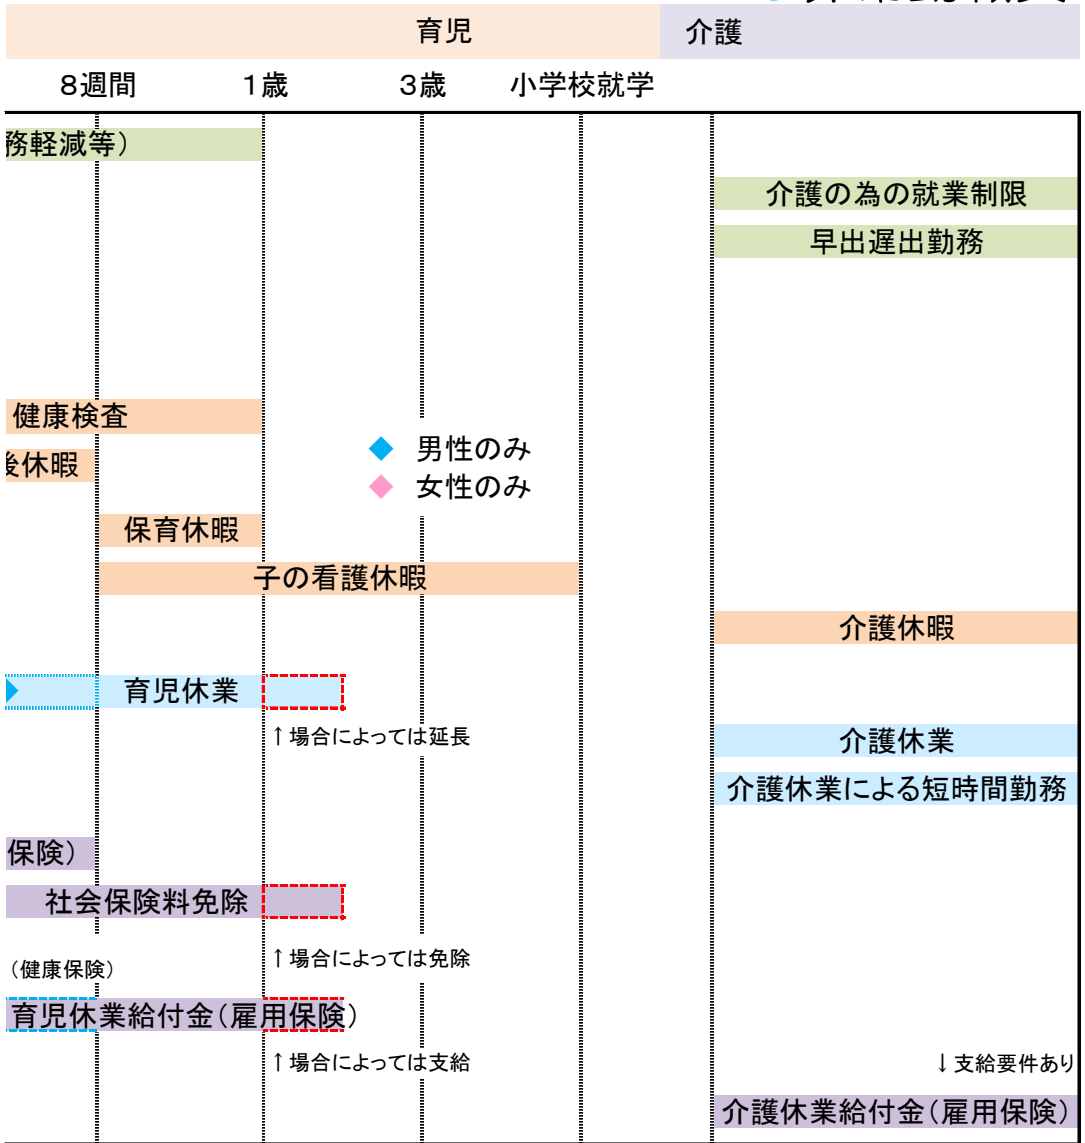 育児 介護
8週間 1歳 3歳 小学校就学
務軽減等）
介護の為の就業制限
早出遅出勤務
健康検査
◆ 男性のみ
後休暇
◆ 女性のみ
保育休暇
子の看護休暇
介護休暇
育児休業
↑場合によっては延長
介護休業
介護休業による短時間勤務
保険）
社会保険料免除
↑場合によっては免除
（健康保険）
育児休業給付金（雇用保険）
↑場合によっては支給
↓支給要件あり
介護休業給付金（雇用保険）